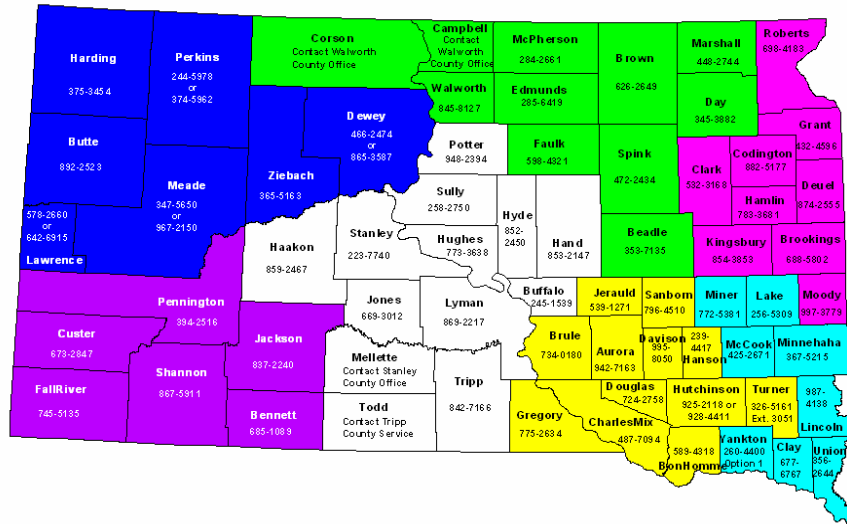 Harding
375-3454
Perkins
244-5978
or
374-5962
Corson
Contact Walworth
County Office
Campbell
Contact
Walworth
County Office
McPherson
284-2661
Brown
626-2649
Marshall
448-2744
Roberts
698-4183
Walworth
845-8127
Edmunds
285-6419
Day
345-3882
Dewey
466-2474
or
865-3587
Butte
892-2523
Meade
347-5650
or
967-2150
Ziebach
365-5163
Potter
948-2394
Faulk
598-4321
Spink
472-2434
Clark
532-3168
Codington
882-5177
Grant
432-4596
Hamlin
783-3681
Deuel
874-2555
Sully
258-2750
Hyde
852-
2450
Hand
853-2147
Beadle
353-7135
Kingsbury
854-3853
Brookings
688-5802
578-2660
or
642-6915
Lawrence
Haakon
859-2467
Stanley
223-7740
Hughes
773-3638
Pennington
394-2516
Jones
669-3012
Lyman
869-2217
Buffalo
245-1539
Jerauld
539-1271
Sanborn
796-4510
Miner
772-5381
Lake
256-5309
Moody
997-3779
Custer
673-2847
Jackson
837-2240
Mellette
Contact Stanley
County Office
Brule
734-0180
Aurora
942-7163
Davison
995-
8050
239-
4417
Hanson
McCook
425-2671
Minnehaha
367-5215
FallRiver
745-5135
Shannon
867-5911
Bennett
685-1089
Todd
Contact Tripp
County Service
Tripp
842-7166
Gregory
775-2634
CharlesMix
487-7094
Douglas
724-2758
Hutchinson
925-2118 or
928-4411
Turner
326-5161
Ext. 3051
987-
4138
Lincoln
589-4318
BonHomme
Yankton
260-4400
Option 1
Clay
677-
6767
Union
356-
2644